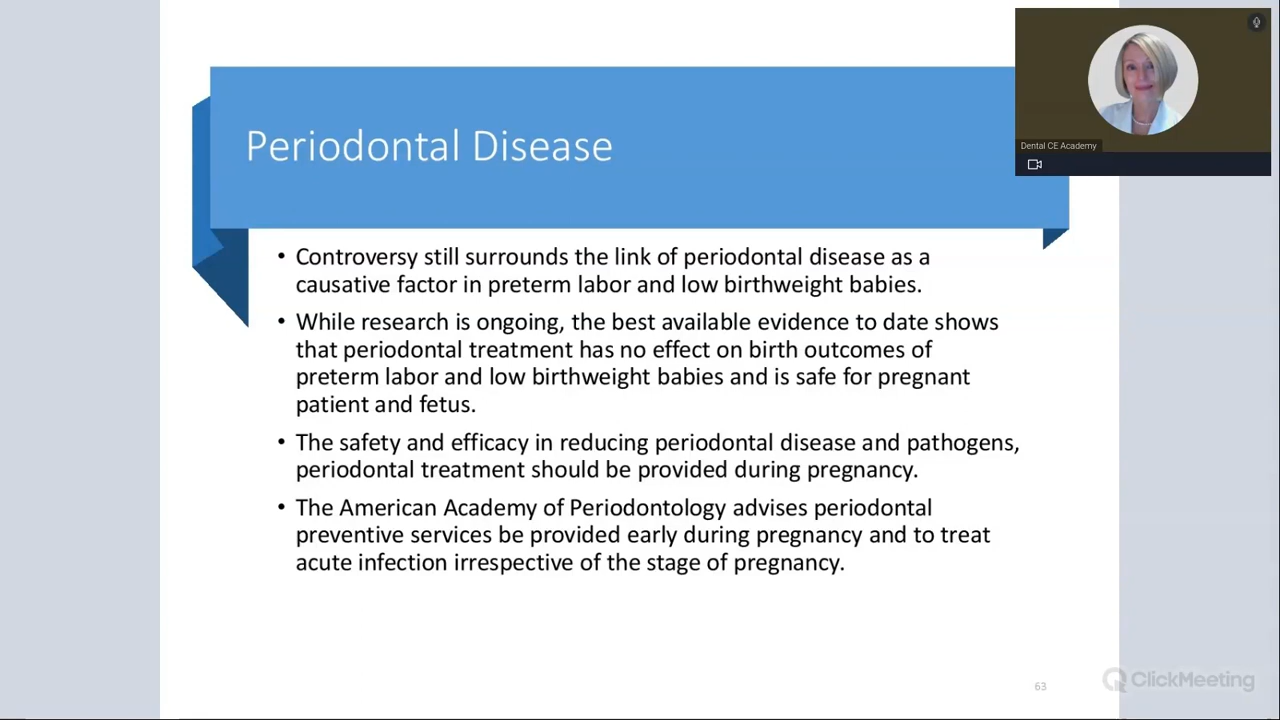 Periodontal Disease
Dental CE Academy
• Controversy still surrounds the link of periodontal disease as a
causative factor in preterm labor and low birthweight babies.
• While research is ongoing, the best available evidence to date shows
that periodontal treatment has no effect on birth outcomes of
preterm labor and low birthweight babies and is safe for pregnant
patient and fetus.
• The safety and efficacy in reducing periodontal disease and pathogens,
periodontal treatment should be provided during pregnancy.
• The American Academy of Periodontology advises periodontal
preventive services be provided early during pregnancy and to treat
acute infection irrespective of the stage of pregnancy.
63
ClickMeeting